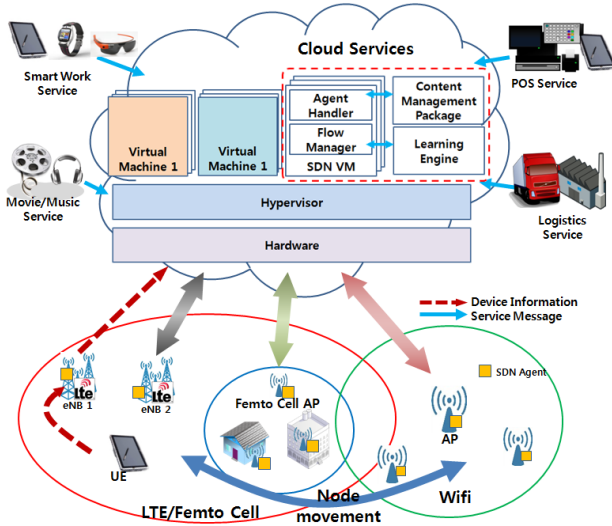 Cloud Services
Smart Work
Service
POS Service
Agent
Handler
Content
Management
Package
Virtual
Machine 1
Virtual
Machine 1
Flow
Manager
SDN VM
Learning
Engine
Movie/Music
Service
Hypervisor
Logistics
Service
Hardware
Device Information
Service Message
SDN Agent
Lte
eNB 1
Lte
eNB 2
Femto Cell AP
AP
UE
LTE/Femto Cell
Node
movement
Wifi